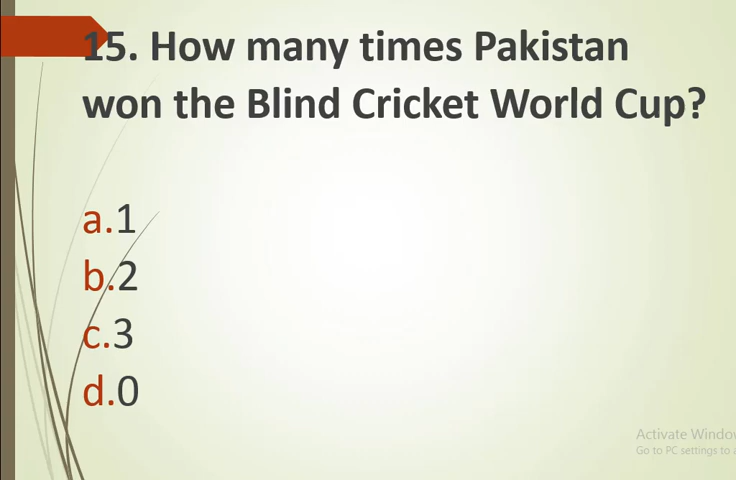 15. How many times Pakistan
won the Blind Cricket World Cup?
a.1
b.2
c.3
d.0
Activate Windo
Go to PC settings to a